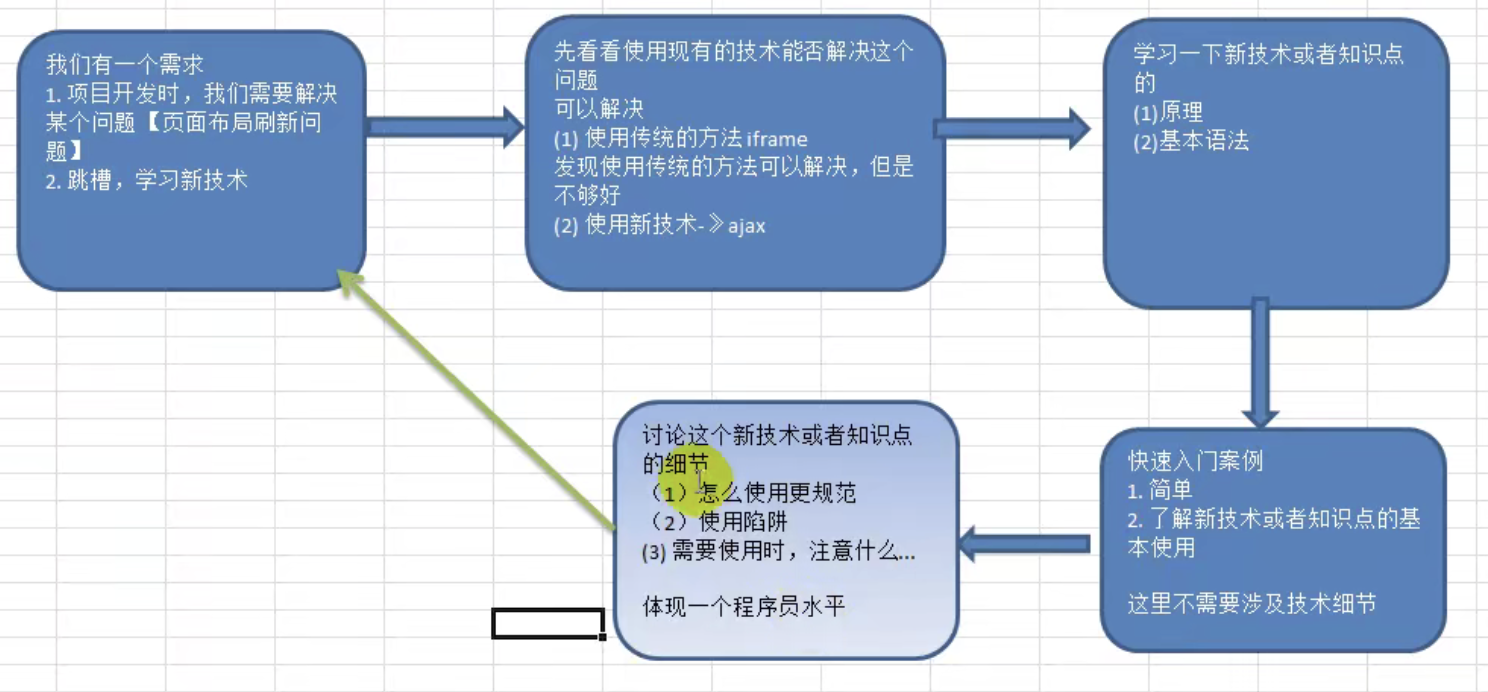 我们有一个需求
1. 项目开发时，我们需要解决
某个问题【页面布局刷新问
题】
2. 跳槽，学习新技术
先看看使用现有的技术能否解决这个
问题
可以解决
(1) 使用传统的方法 iframe
发现使用传统的方法可以解决，但是
不够好
(2) 使用新技术-》ajax
学习一下新技术或者知识点
的
(1)原理
(2)基本语法
快速入门案例
1. 简单
2. 了解新技术或者知识点的基
本使用
这里不需要涉及技术细节
讨论这个新技术或者知识点
的细节
（1）怎么使用更规范
（2）使用陷阱
(3) 需要使用时，注意什么...
体现一个程序员水平